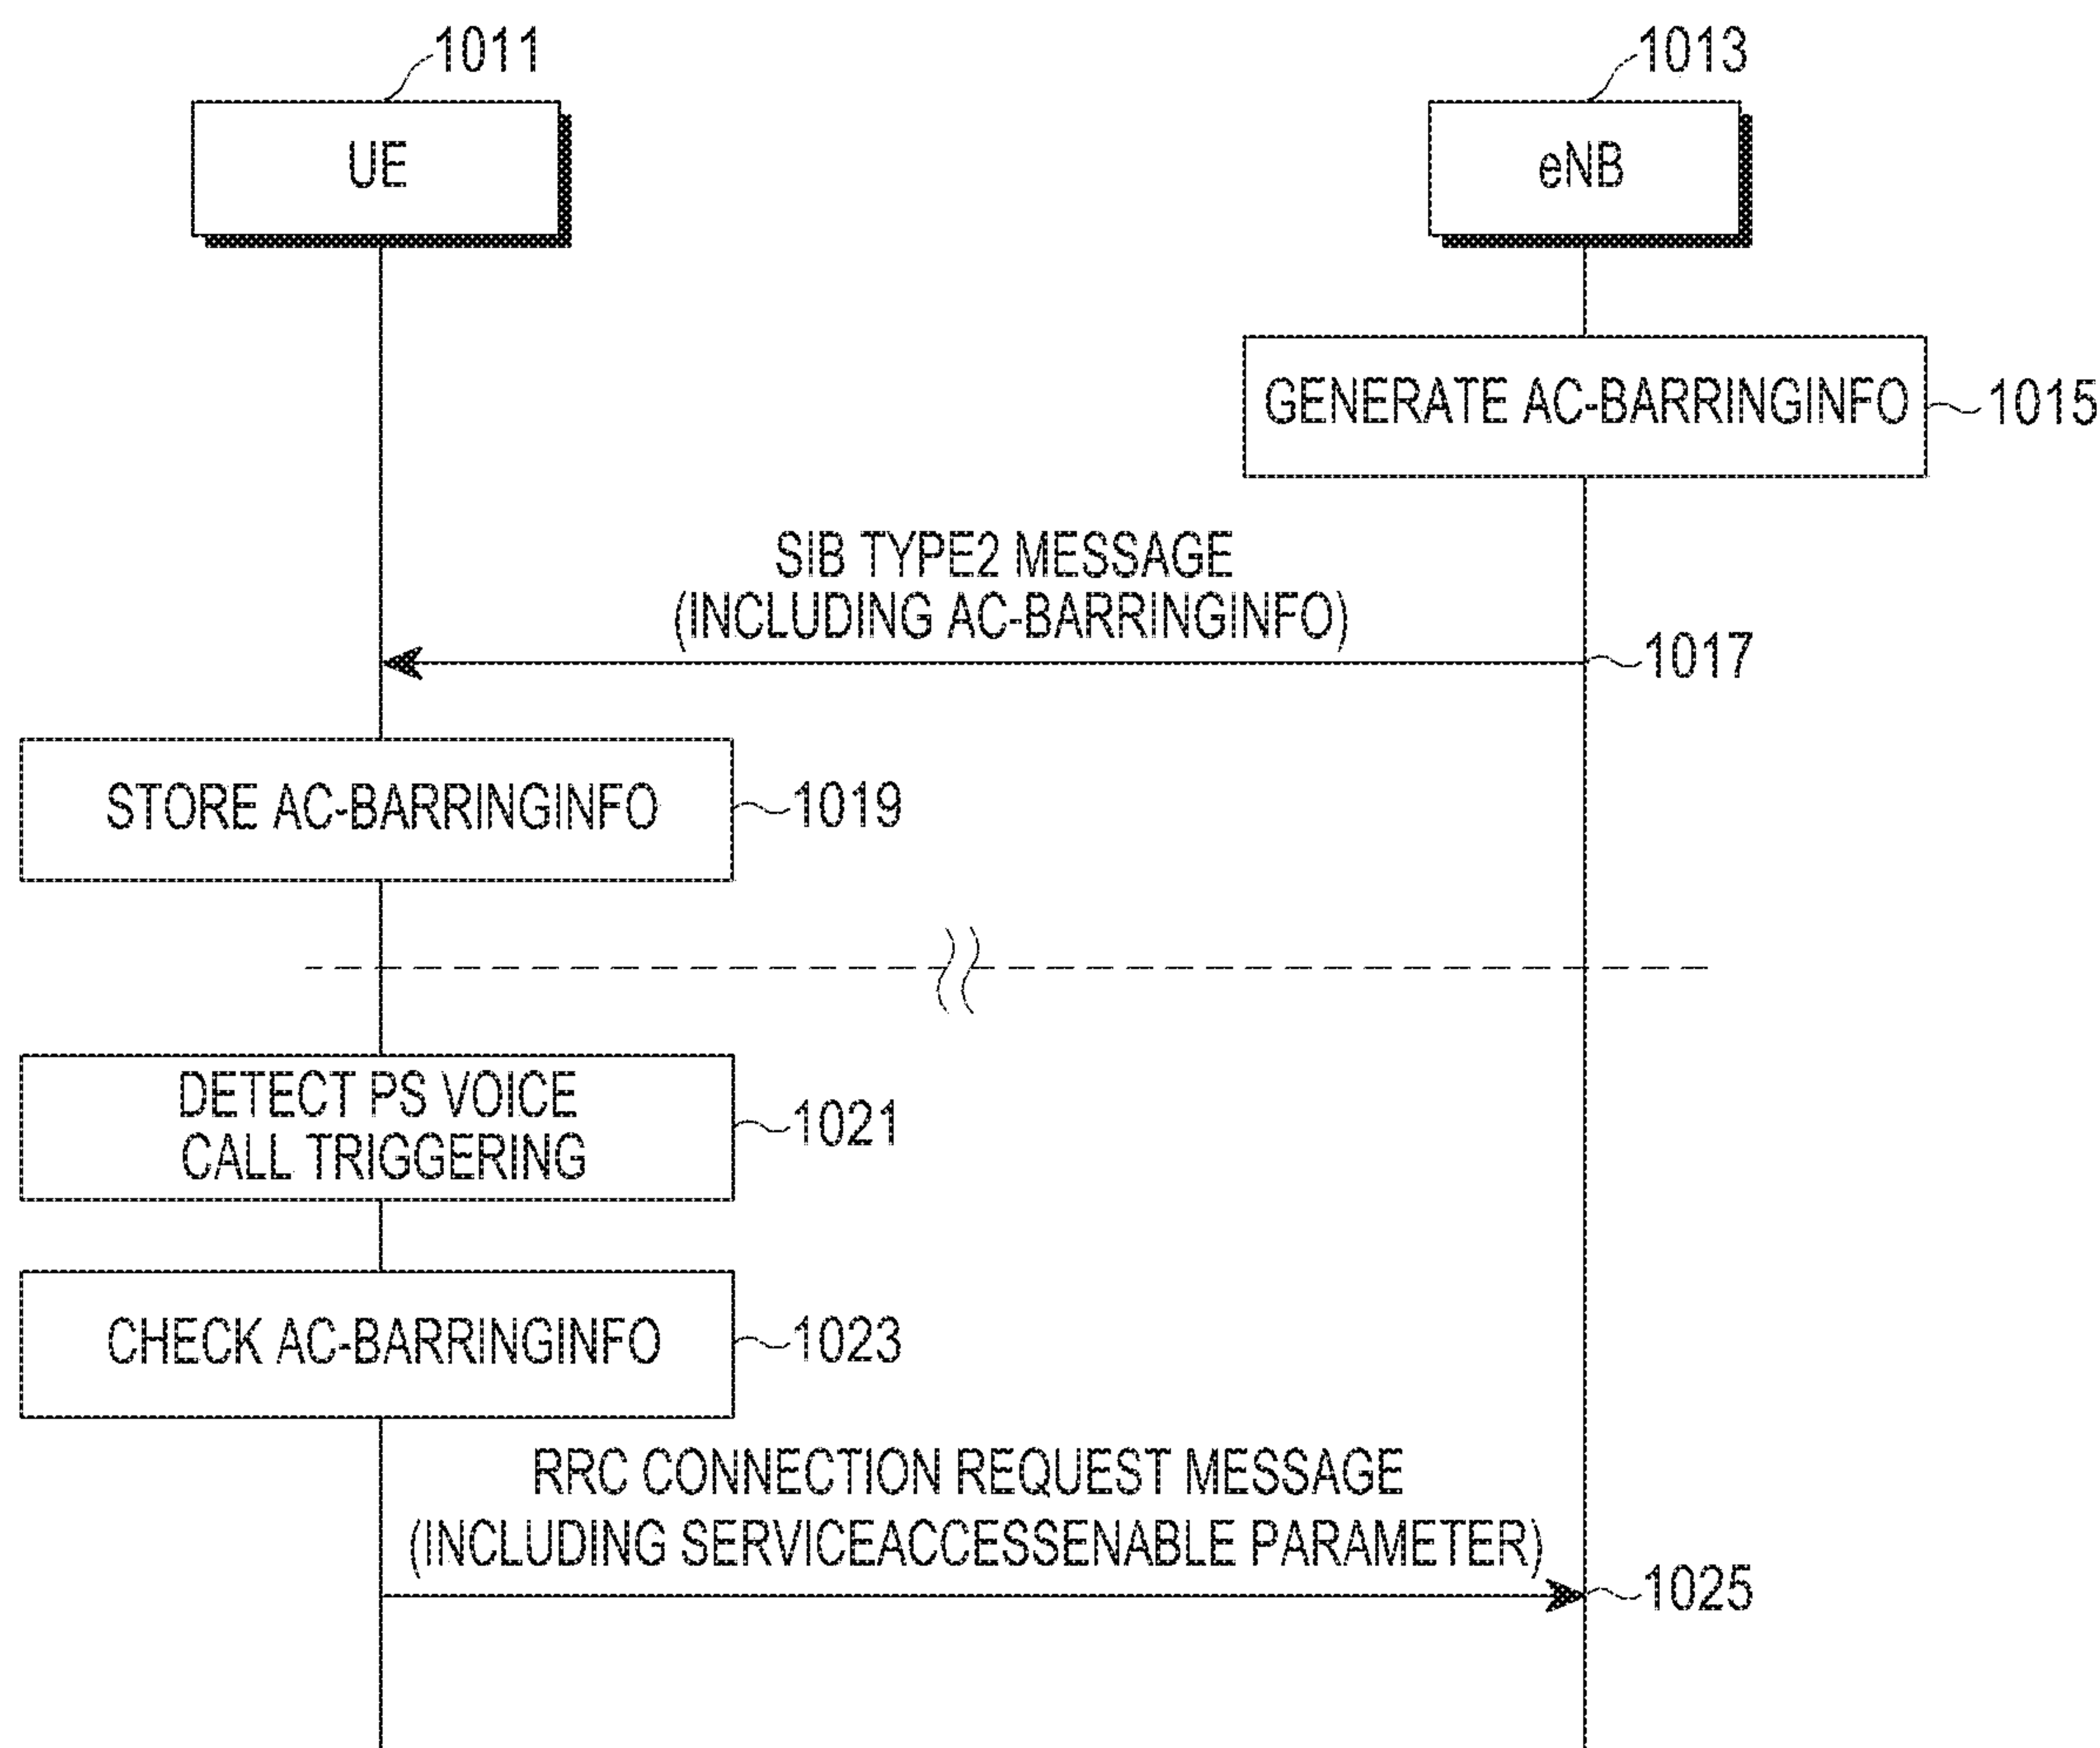 1011
1013
UE
eNB
GENERATE AC-BARRINGINFO
1015
SIB TYPE2 MESSAGE
(INCLUDING AC-BARRINGINFO)
1017
STORE AC-BARRINGINFO
1019
DETECT PS VOICE
CALL TRIGGERING
1021
CHECK AC-BARRINGINFO
1023
RRC CONNECTION REQUEST MESSAGE
(INCLUDING SERVICEACCESSENABLE PARAMETER)
1025